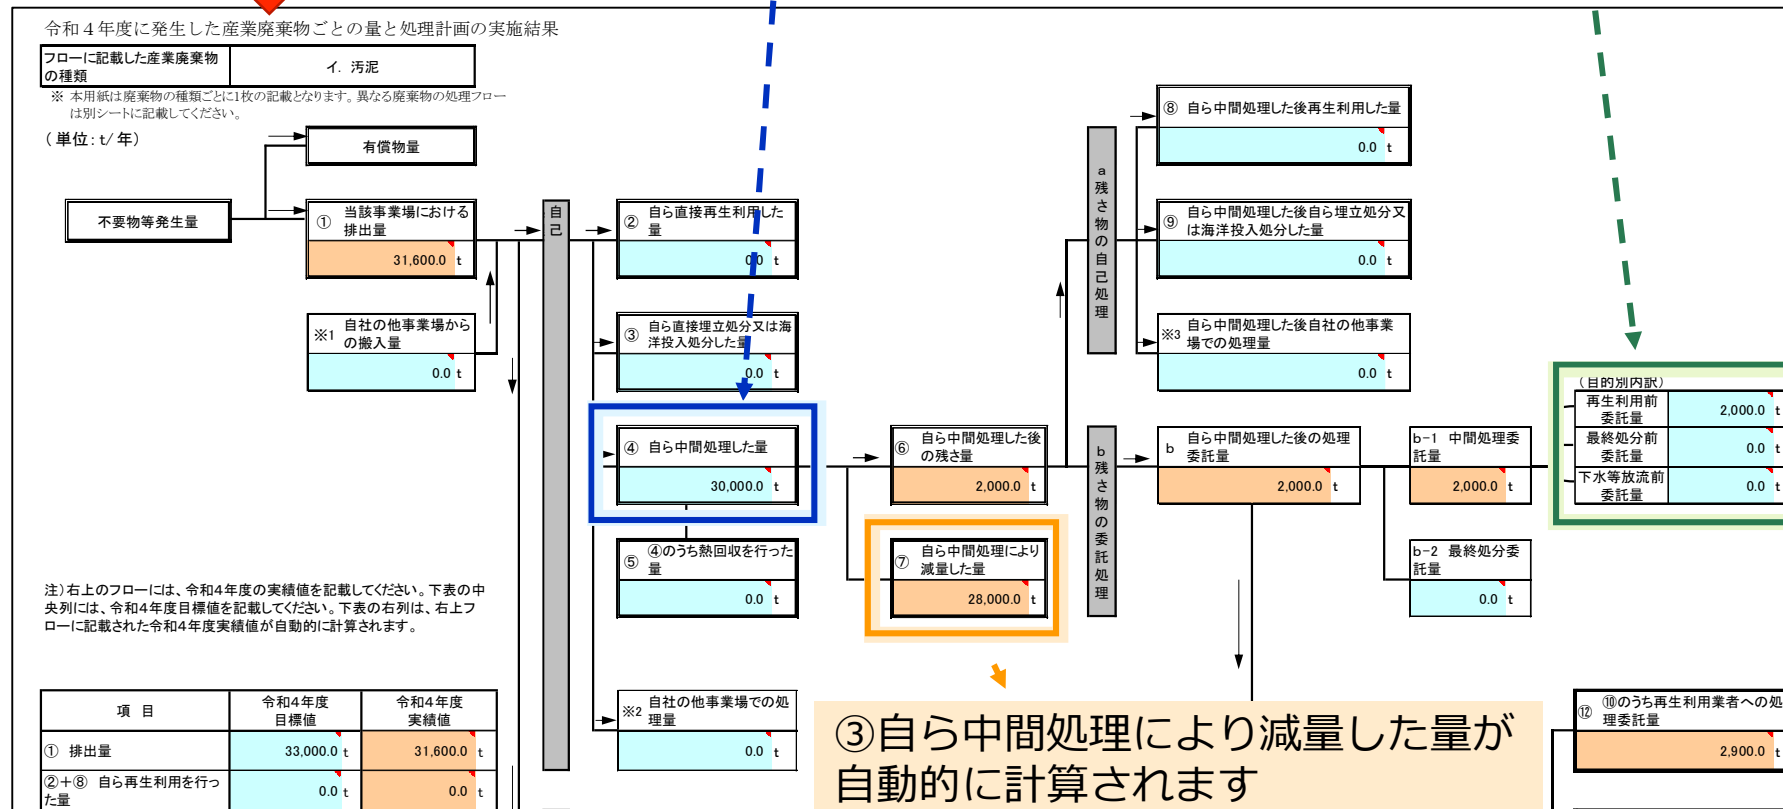 令和４年度に発生した産業廃棄物ごとの量と処理計画の実施結果
フローに記載した産業廃棄物
の種類
イ．汚泥
※ 本用紙は廃棄物の種類ごとに1枚の記載となります。異なる廃棄物の処理フロー
は別シートに記載してください。
（単位：t/年）
有償物量
不要物等発生量
① 当該事業場における
排出量
31,600.0 t
※1 自社の他事業場から
の搬入量
0.0 t
自己
② 自ら直接再生利用した
量
0.0 t
③ 自ら直接埋立処分又は海
洋投入処分した量
0.0 t
④ 自ら中間処理した量
30,000.0 t
⑤ ④のうち熱回収を行った
量
0.0 t
※2 自社の他事業場での処
理量
0.0 t
⑥ 自ら中間処理した後
の残さ量
2,000.0 t
⑦ 自ら中間処理により
減量した量
28,000.0 t
a残さ物の自己処理
⑧ 自ら中間処理した後再生利用した量
0.0 t
⑨ 自ら中間処理した後自ら埋立処分又
は海洋投入処分した量
0.0 t
※3 自ら中間処理した後自社の他事業
場での処理量
0.0 t
b残さ物の委託処理
b 自ら中間処理した後の処理
委託量
2,000.0 t
b-1 中間処理委
託量
2,000.0 t
b-2 最終処分委
託量
0.0 t
（目的別内訳）
再生利用前
委託量
2,000.0 t
最終処分前
委託量
0.0 t
下水等放流前
委託量
0.0 t
注）右上のフローには、令和4年度の実績値を記載してください。下表の中
央列には、令和4年度目標値を記載してください。下表の右列は、右上フ
ローに記載された令和4年度実績値が自動的に計算されます。
項 目
令和4年度
目標値
令和4年度
実績値
① 排出量
33,000.0 t
31,600.0 t
②＋⑧ 自ら再生利用を行っ
た量
0.0 t
0.0 t
③自ら中間処理により減量した量が
自動的に計算されます
⑫ ⑩のうち再生利用業者への処
理委託量
2,900.0 t